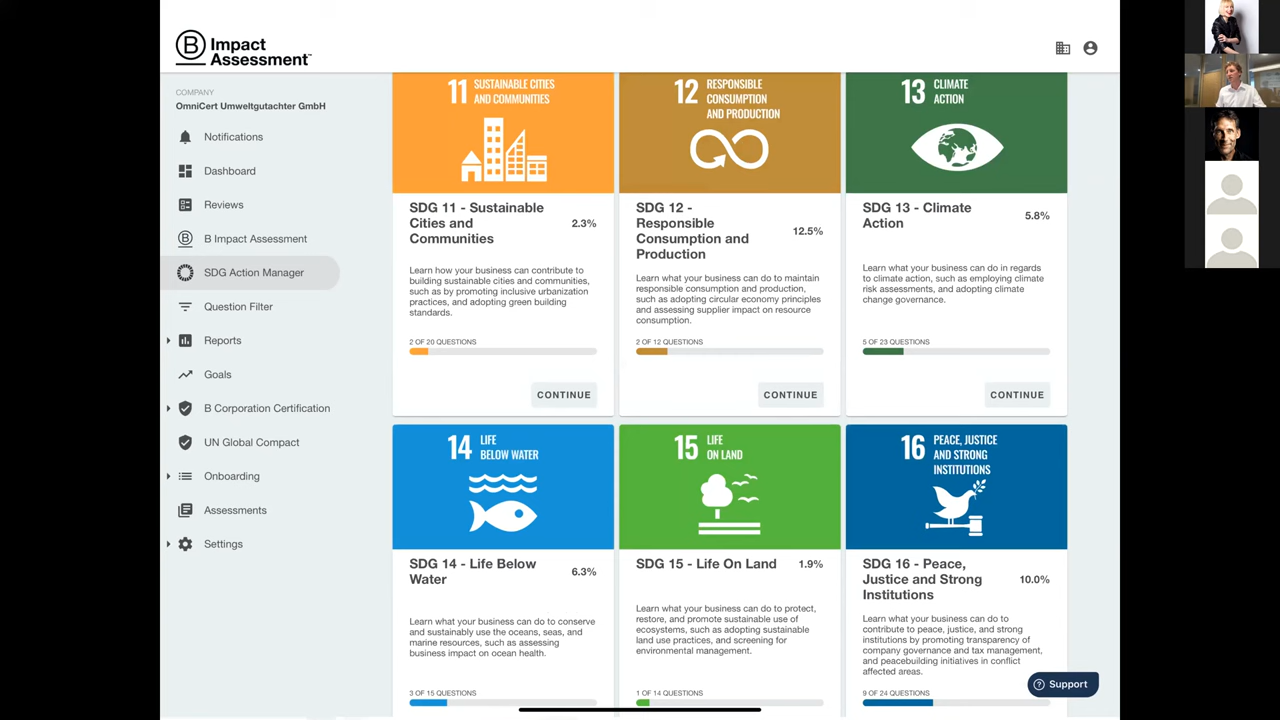 B Impact
Assessment™
COMPANY
OmniCert Umweltgutachter GmbH
Notifications
Dashboard
Reviews
B Impact Assessment
SDG Action Manager
Question Filter
Reports
Goals
B Corporation Certification
UN Global Compact
Onboarding
Assessments
Settings
11 SUSTAINABLE CITIES
AND COMMUNITIES
SDG 11 - Sustainable
Cities and
Communities
2.3%
Learn how your business can contribute to
building sustainable cities and communities,
such as by promoting inclusive urbanization
practices, and adopting green building
standards.
2 OF 20 QUESTIONS
CONTINUE
12 RESPONSIBLE
CONSUMPTION
AND PRODUCTION
SDG 12 -
Responsible
Consumption and
Production
12.5%
Learn what your business can do to maintain
responsible consumption and production,
such as adopting circular economy principles
and assessing supplier impact on resource
consumption.
2 OF 12 QUESTIONS
CONTINUE
13 CLIMATE
ACTION
SDG 13 - Climate
Action
5.8%
Learn what your business can do in regards
to climate action, such as employing climate
risk assessments, and adopting climate
change governance.
5 OF 23 QUESTIONS
CONTINUE
14 LIFE
BELOW WATER
SDG 14 - Life Below
Water
6.3%
Learn what your business can do to conserve
and sustainably use the oceans, seas, and
marine resources, such as assessing
business impact on ocean health.
3 OF 15 QUESTIONS
15 LIFE
ON LAND
SDG 15 - Life On Land
1.9%
Learn what your business can do to protect,
restore, and promote sustainable use of
ecosystems, such as adopting sustainable
land use practices, and screening for
environmental management.
1 OF 14 QUESTIONS
16 PEACE, JUSTICE
AND STRONG
INSTITUTIONS
SDG 16 - Peace,
Justice and Strong
Institutions
10.0%
Learn what your business can do to
contribute to peace, justice, and strong
institutions by promoting transparency of
company governance and tax management,
and peacebuilding initiatives in conflict
affected areas.
9 OF 24 QUESTIONS
Support